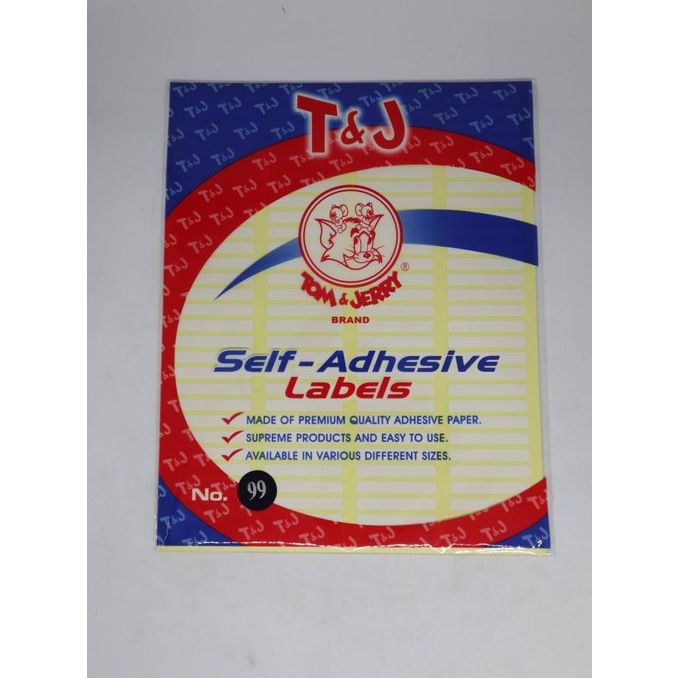 T&J
TOM & JERRY ®
BRAND
Self-Adhesive
Labels
MADE OF PREMIUM QUALITY ADHESIVE PAPER.
SUPREME PRODUCTS AND EASY TO USE.
AVAILABLE IN VARIOUS DIFFERENT SIZES.
No. 99